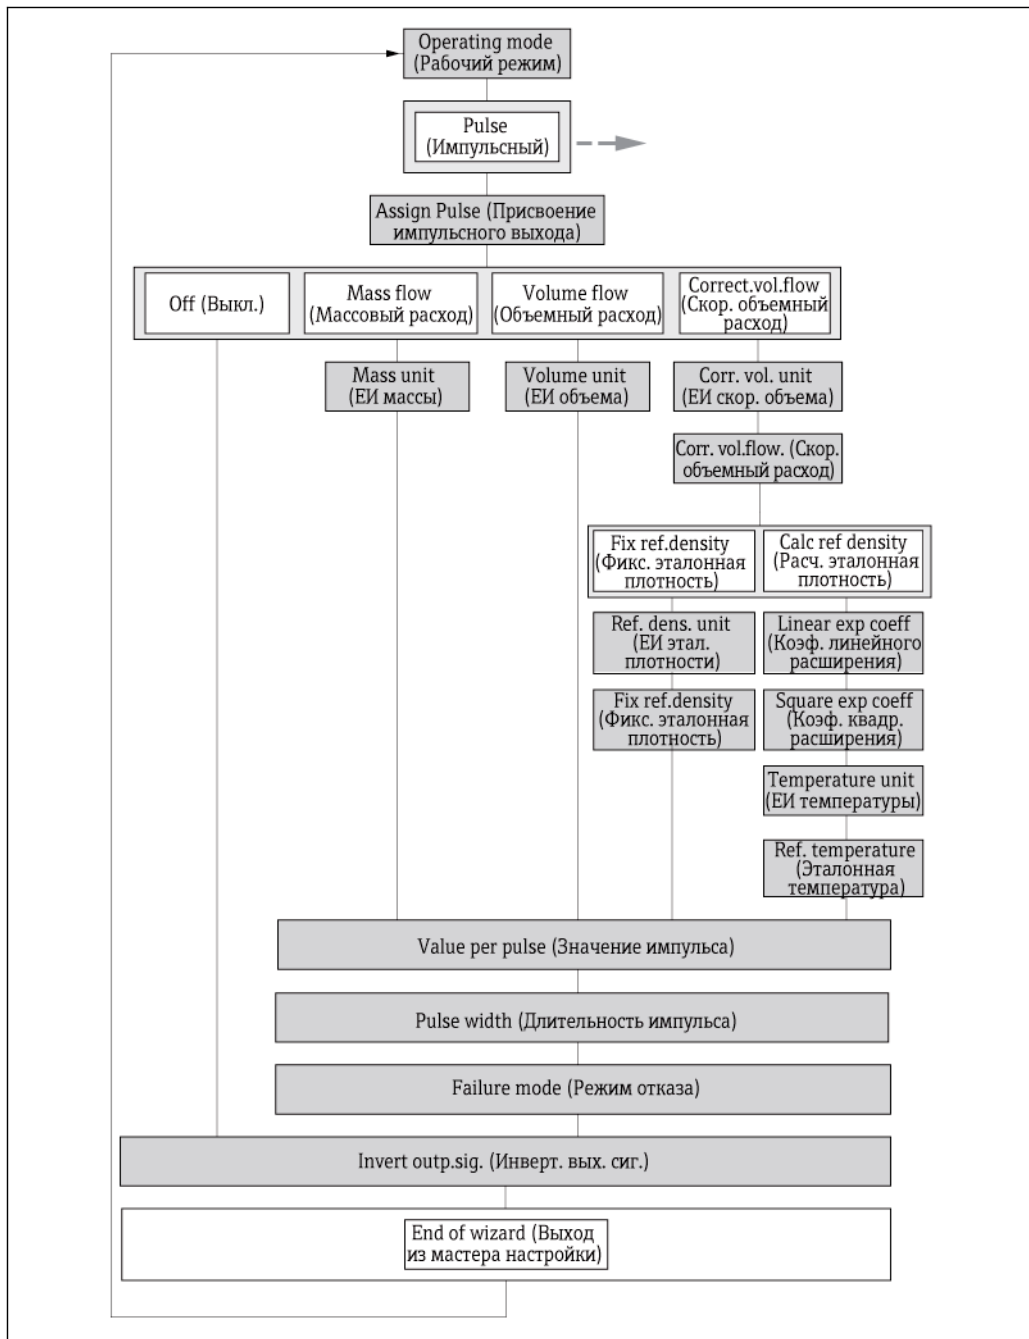 Operating mode
(Рабочий режим)
Pulse
(Импульсный)
Assign Pulse (Присвоение
импульсного выхода)
Off (Выкл.)
Mass flow
(Массовый расход)
Volume flow
(Объемный расход)
Correct.vol.flow
(Скор. объемный
расход)
Mass unit
(ЕИ массы)
Volume unit
(ЕИ объема)
Corr. vol. unit
(ЕИ скор. объема)
Corr. vol.flow. (Скор.
объемный расход)
Fix ref.density
(Фикс. эталонная
плотность)
Calc ref density
(Расч. эталонная
плотность)
Ref. dens. unit
(ЕИ этал.
плотности)
Linear exp coeff
(Коэф. линейного
расширения)
Fix ref.density
(Фикс. эталонная
плотность)
Square exp coeff
(Коэф. квадр.
расширения)
Temperature unit
(ЕИ температуры)
Ref. temperature
(Эталонная
температура)
Value per pulse (Значение импульса)
Pulse width (Длительность импульса)
Failure mode (Режим отказа)
Invert outp.sig. (Инверт. вых. сиг.)
End of wizard (Выход
из мастера настройки)